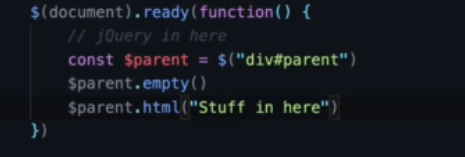 $(document).ready(function() {
// jQuery in here
const $parent = $("div#parent")
$parent.empty()
$parent.html("Stuff in here")
})